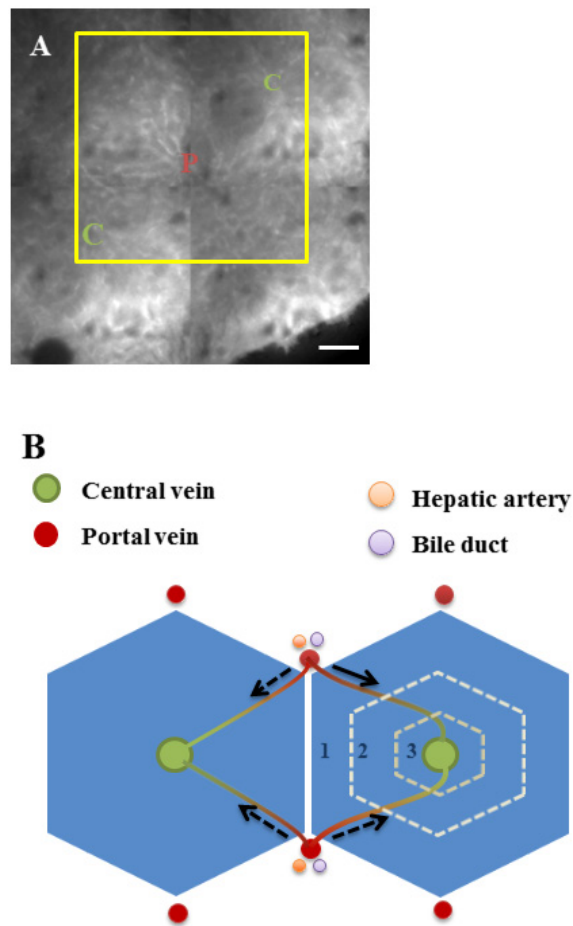 A
C
P
C
B
Central vein
Hepatic artery
Portal vein
Bile duct
1 2 3